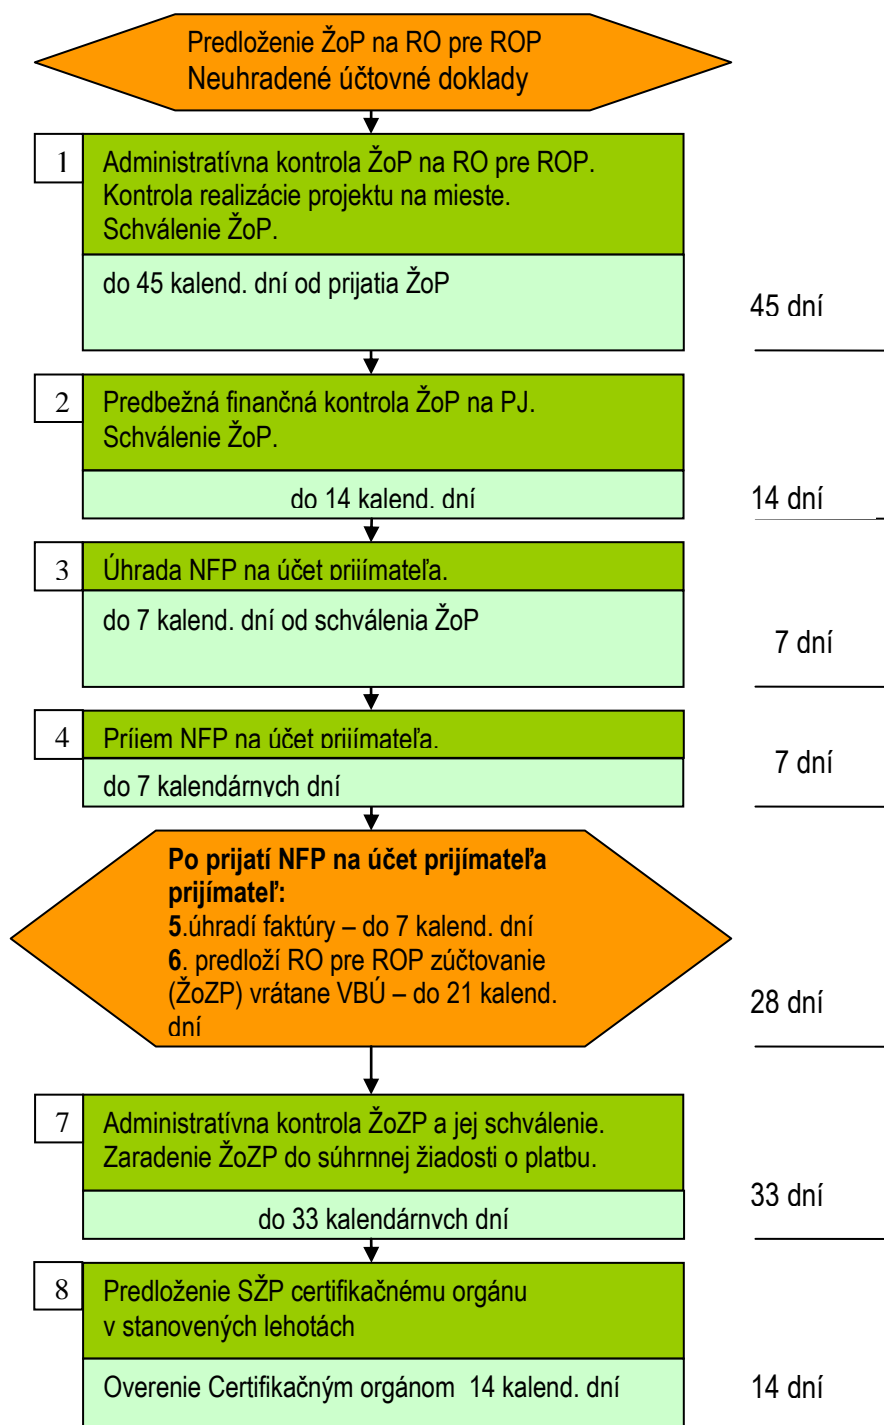 Predloženie ŽoP na RO pre ROP
Neuhradené účtovné doklady
1
Administratívna kontrola ŽoP na RO pre ROP.
Kontrola realizácie projektu na mieste.
Schválenie ŽoP.
do 45 kalend. dní od prijatia ŽoP
45 dní
2
Predbežná finančná kontrola ŽoP na PJ.
Schválenie ŽoP.
do 14 kalend. dní
14 dní
3
Úhrada NFP na účet prijímateľa.
do 7 kalend. dní od schválenia ŽoP
7 dní
4
Príjem NFP na účet prijímateľa.
do 7 kalendárnych dní
7 dní
Po prijatí NFP na účet prijímateľa
prijímateľ:
5.úhradí faktúry – do 7 kalend. dní
6. predloží RO pre ROP zúčtovanie
(ŽoZP) vrátane VBÚ – do 21 kalend.
dní
28 dní
7
Administratívna kontrola ŽoZP a jej schválenie.
Zaradenie ŽoZP do súhrnnej žiadosti o platbu.
do 33 kalendárnych dní
33 dní
8
Predloženie SŽP certifikačnému orgánu
v stanovených lehotách
Overenie Certifikačným orgánom 14 kalend. dní
14 dní